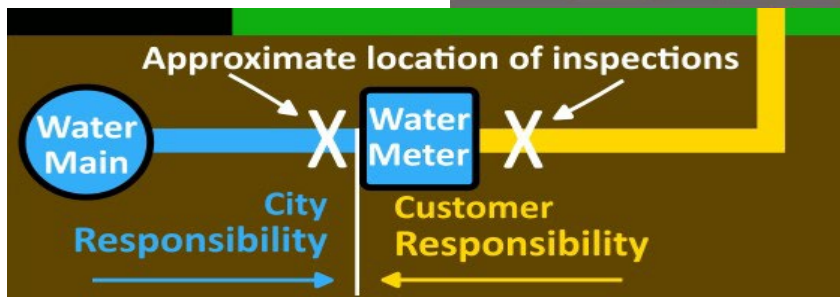 Approximate location of inspections
X
X
Water
Main
Water
Meter
City
Responsibility
Customer
Responsibility